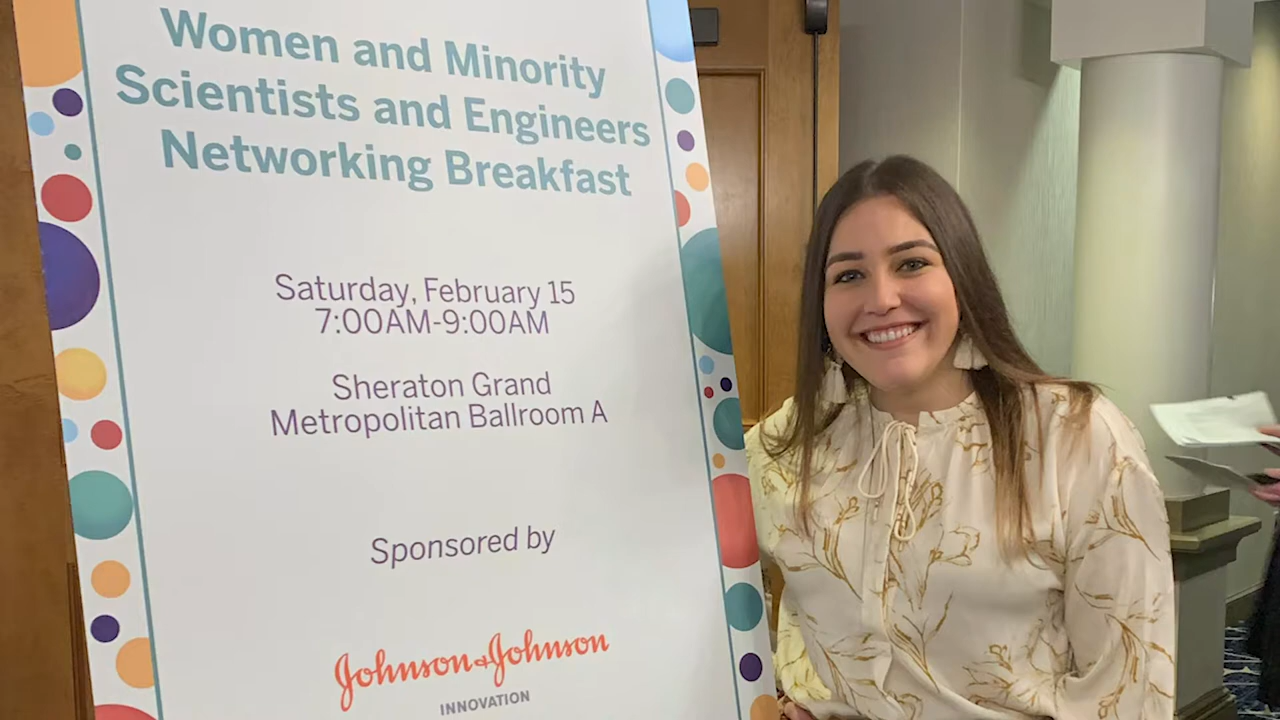 Women and Minority
Scientists and Engineers
Networking Breakfast
Saturday, February 15
7:00AM-9:00AM
Sheraton Grand
Metropolitan Ballroom A
Sponsored by
Johnson & Johnson
INNOVATION